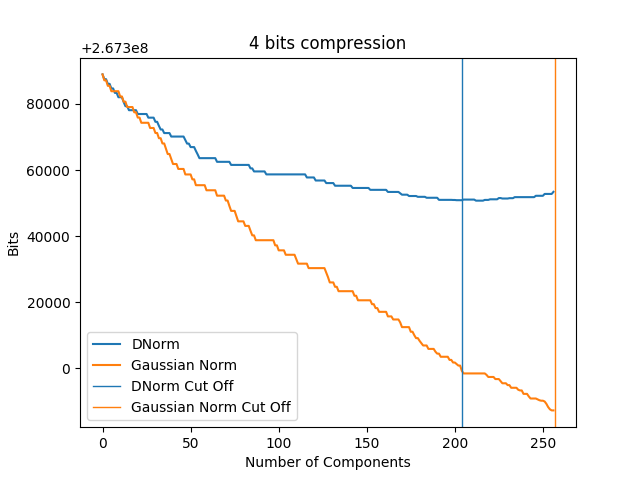 +2.673e8
4 bits compression
80000
60000
40000
20000
0
Bits
DNorm
Gaussian Norm
DNorm Cut Off
Gaussian Norm Cut Off
0 50 100 150 200 250
Number of Components